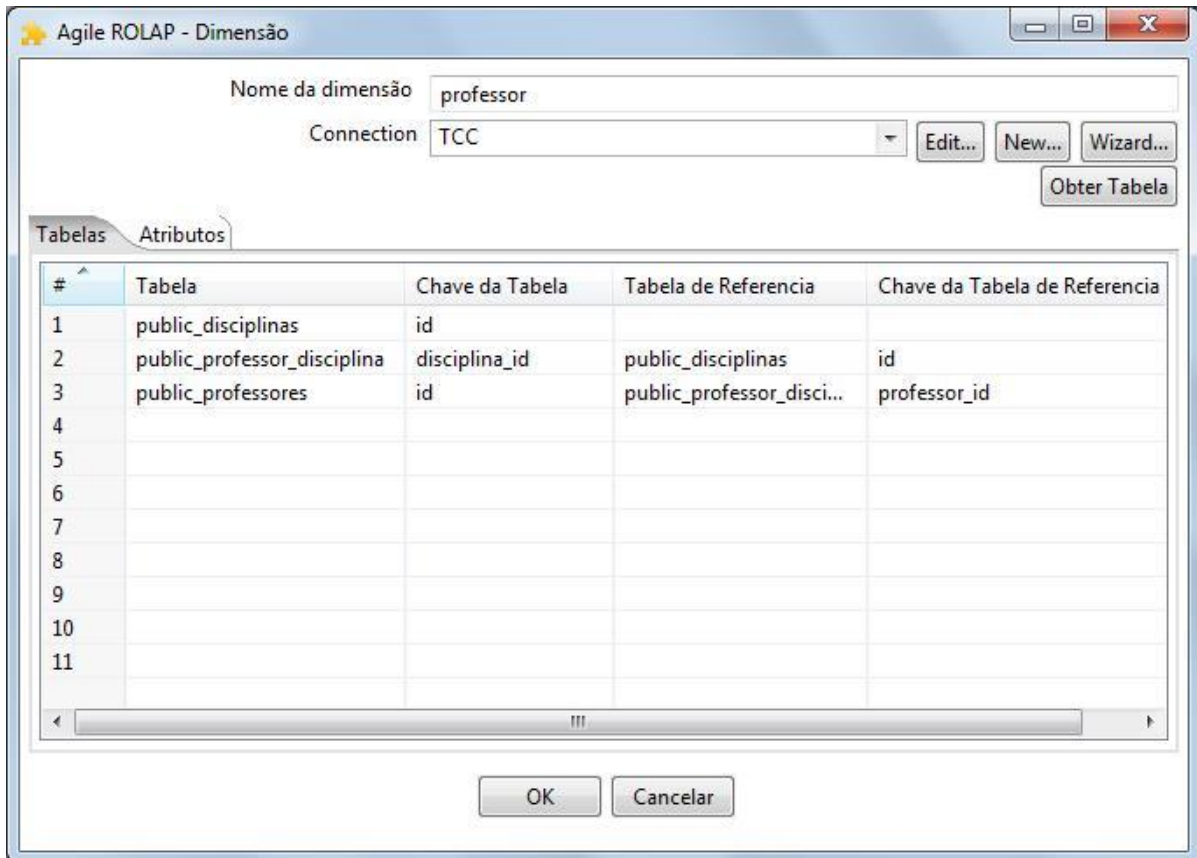 Agile ROLAP - Dimensão
Nome da dimensão professor
Connection TCC Edit... New... Wizard...
Obter Tabela
Tabelas Atributos
# Tabela Chave da Tabela Tabela de Referencia Chave da Tabela de Referencia
1 public_disciplinas id
2 public_professor_disciplina disciplina_id public_disciplinas id
3 public_professores id public_professor_disci... professor_id
4
5
6
7
8
9
10
11
OK Cancelar